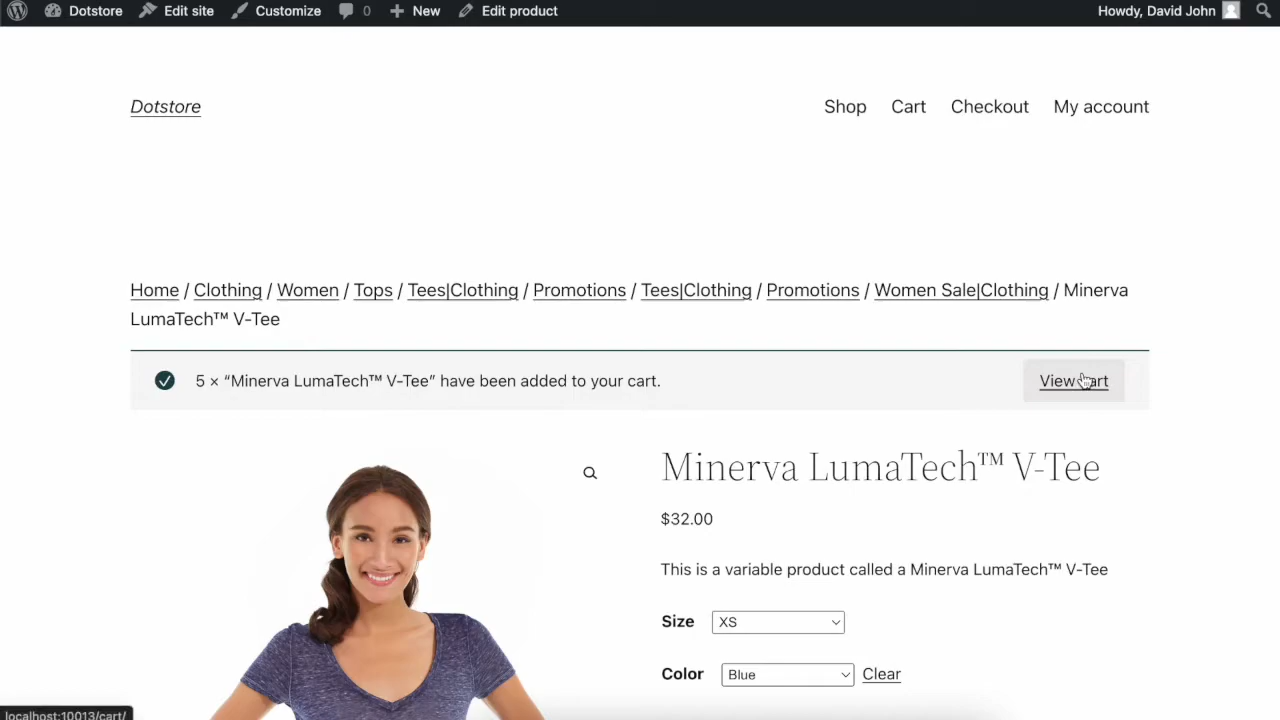 Dotstore Edit site Customize 0 New Edit product Howdy, David John
Dotstore Shop Cart Checkout My account
Home / Clothing / Women / Tops / Tees|Clothing / Promotions / Tees|Clothing / Promotions / Women Sale|Clothing / Minerva
LumaTech™ V-Tee
5 × “Minerva LumaTech™ V-Tee” have been added to your cart. View cart
Minerva LumaTech™ V-Tee
$32.00
This is a variable product called a Minerva LumaTech™ V-Tee
Size XS
Color Blue Clear
localhost:10013/cart/